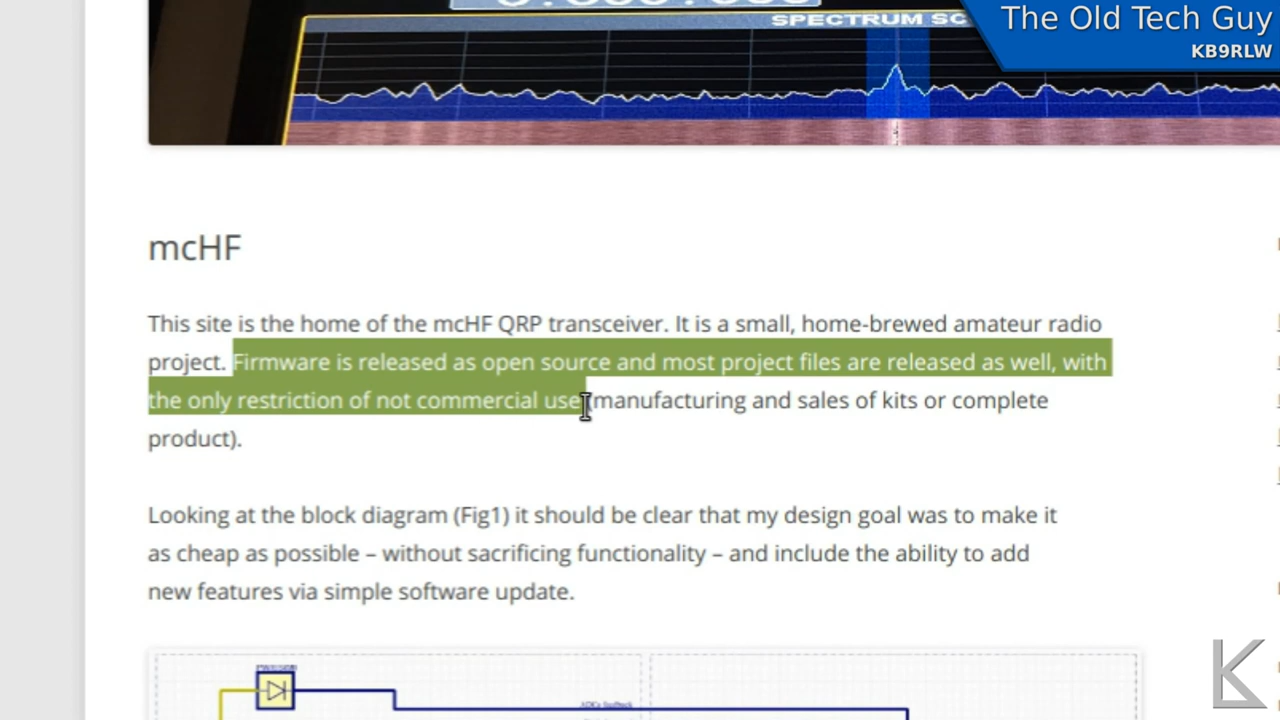 The Old Tech Guy
KB9RLW
SPECTRUM SC
mcHF
This site is the home of the mcHF QRP transceiver. It is a small, home-brewed amateur radio
project. Firmware is released as open source and most project files are released as well, with
the only restriction of not commercial use (manufacturing and sales of kits or complete
product).
Looking at the block diagram (Fig1) it should be clear that my design goal was to make it
as cheap as possible – without sacrificing functionality – and include the ability to add
new features via simple software update.
K